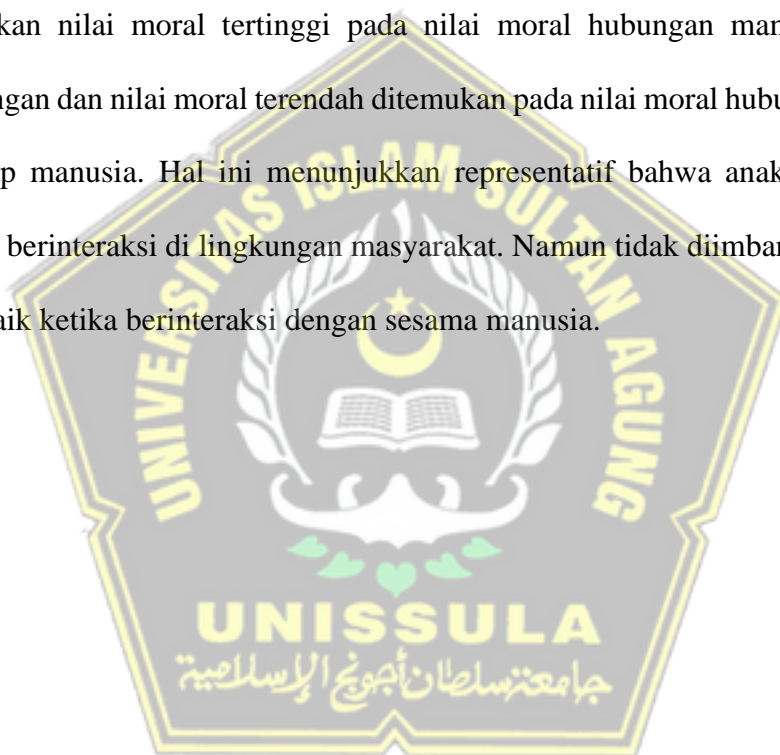 kan nilai moral tertinggi pada nilai moral hubungan man
ngan dan nilai moral terendah ditemukan pada nilai moral hubu
p manusia. Hal ini menunjukkan representatif bahwa anak
berinteraksi di lingkungan masyarakat. Namun tidak diimbar
aik ketika berinteraksi dengan sesama manusia.
UNIVERSITAS ISLAM SULTAN AGUNG
UNISSULA
جامعة سلطان أجونج الإسلامية